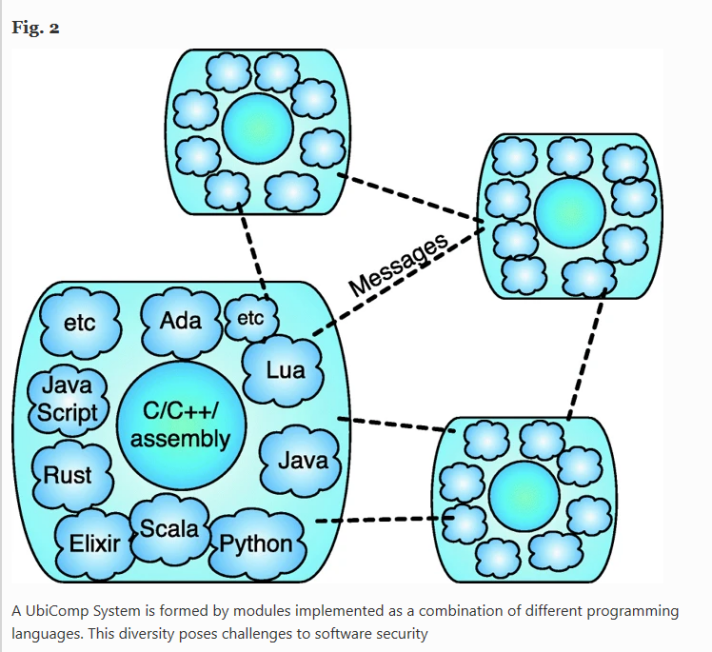 Fig. 2
Messages
etc
Ada
etc
Lua
Java
Script
C/C++/
assembly
Java
Rust
Elixir
Scala
Python
A UbiComp System is formed by modules implemented as a combination of different programming
languages. This diversity poses challenges to software security